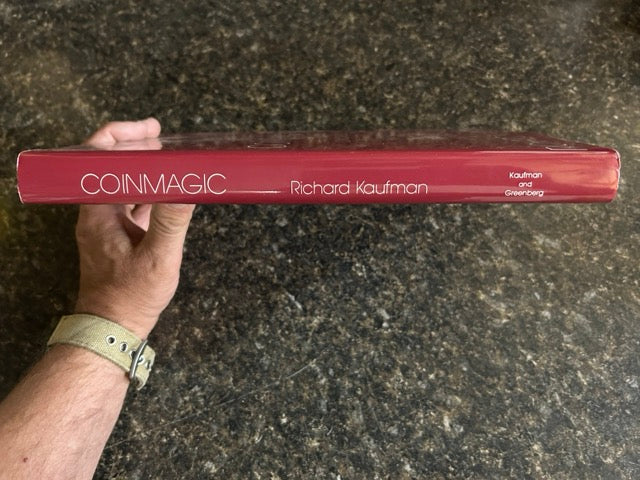 COINMAGIC
Richard Kaufman
Kaufman
and
Greenberg